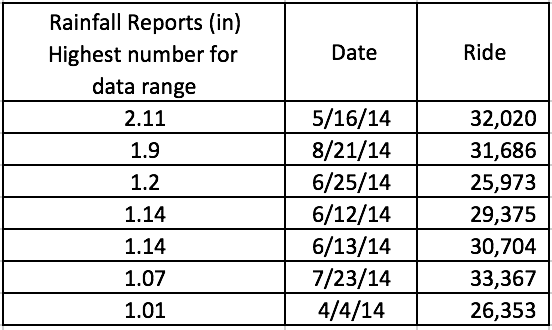 Rainfall Reports (in)
Highest number for
data range
Date
Ride
2.11 5/16/14 32,020
1.9 8/21/14 31,686
1.2 6/25/14 25,973
1.14 6/12/14 29,375
1.14 6/13/14 30,704
1.07 7/23/14 33,367
1.01 4/4/14 26,353